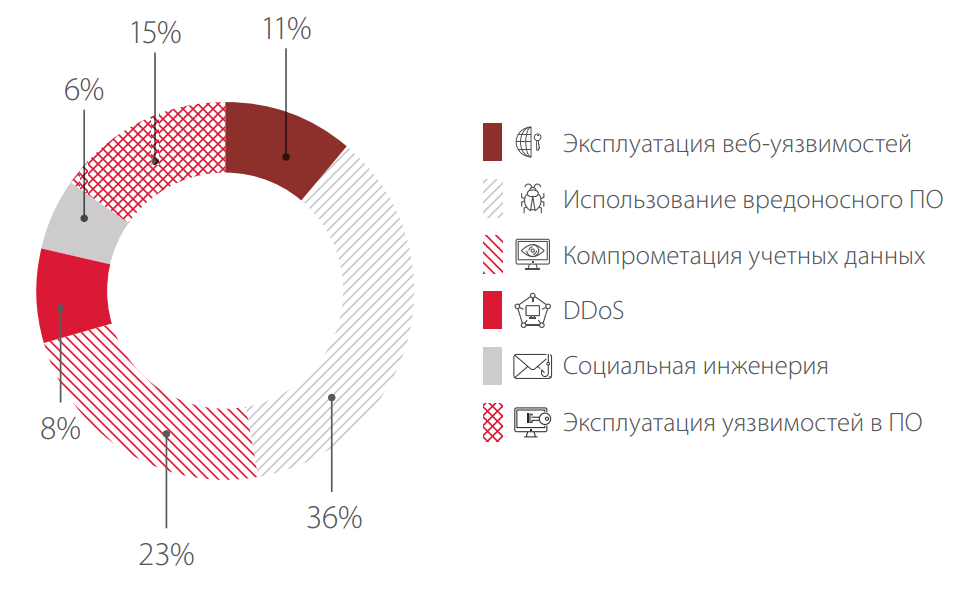 15%
11%
6%
8%
23%
36%
Эксплуатация веб-уязвимостей
Использование вредоносного ПО
Компрометация учетных данных
DDoS
Социальная инженерия
Эксплуатация уязвимостей в ПО